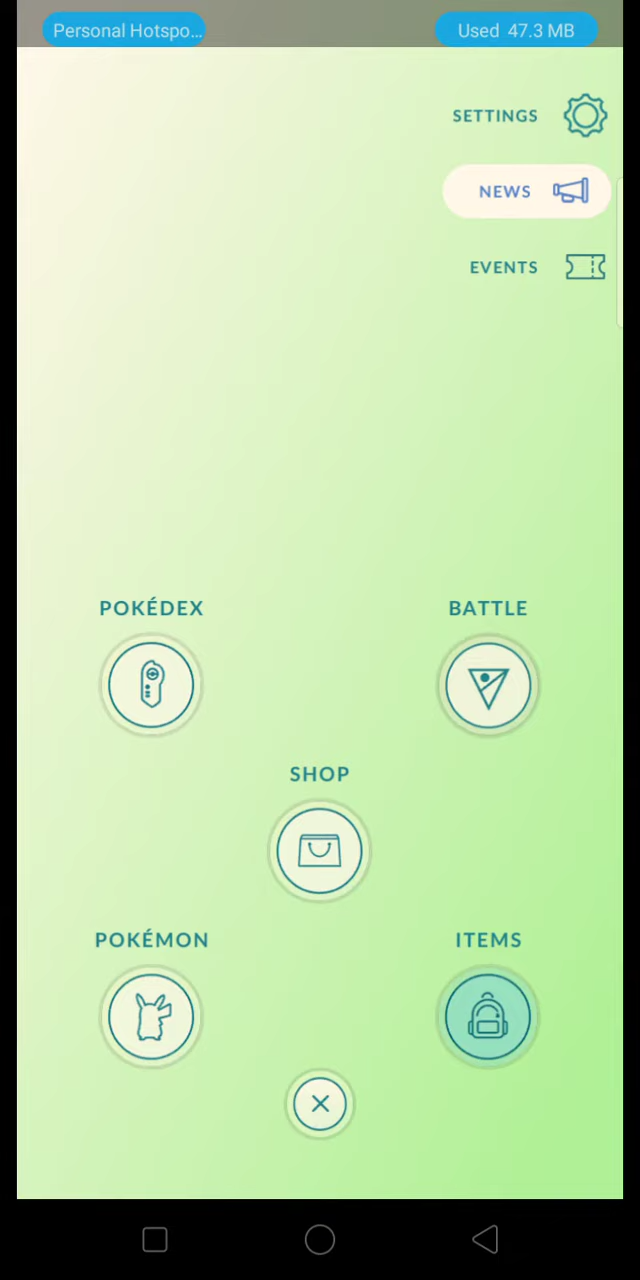 Personal Hotspo...
Used 47.3 MB
SETTINGS
NEWS
EVENTS
POKÉDEX
BATTLE
SHOP
POKÉMON
ITEMS